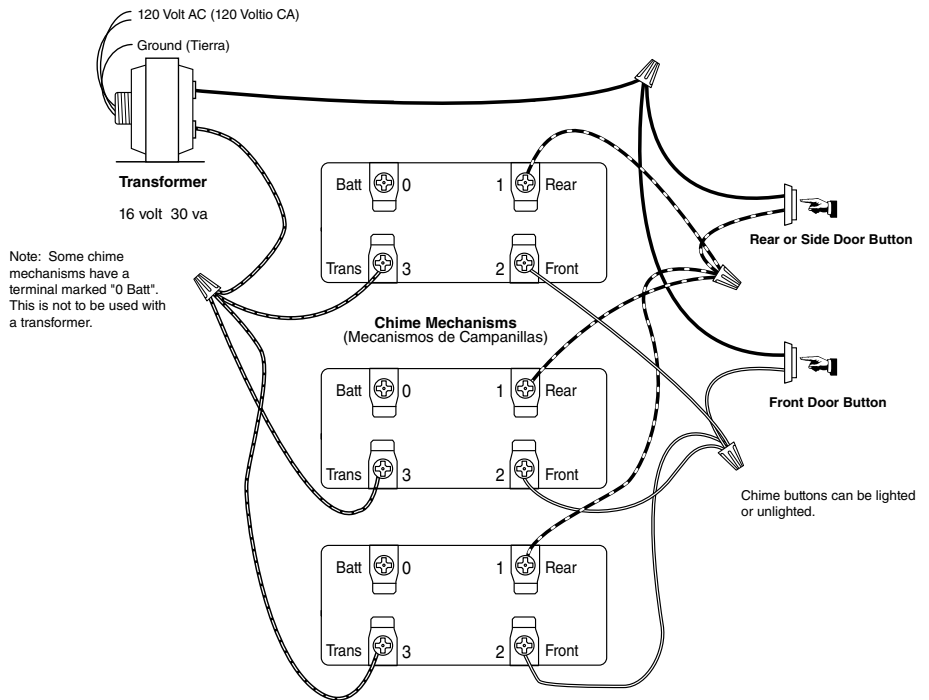 120 Volt AC (120 Voltio CA)
Ground (Tierra)
Transformer
16 volt 30 va
Note: Some chime
mechanisms have a
terminal marked "0 Batt".
This is not to be used with
a transformer.
Batt 0 1 Rear
Trans 3 2 Front
Chime Mechanisms
(Mecanismos de Campanillas)
Batt 0 1 Rear
Trans 3 2 Front
Batt 0 1 Rear
Trans 3 2 Front
Rear or Side Door Button
Front Door Button
Chime buttons can be lighted
or unlighted.